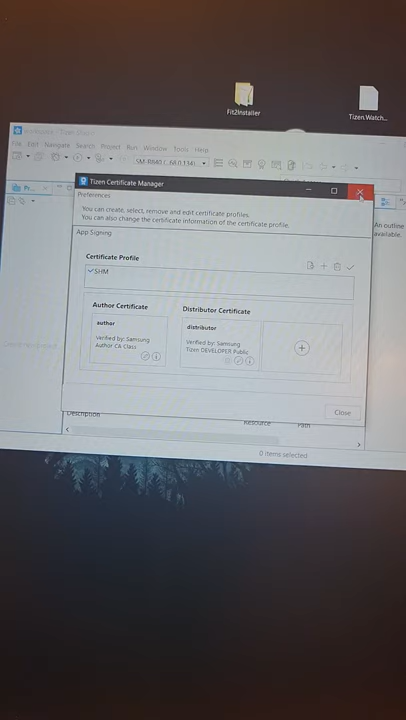 Fit2Installer
Tizen.Watch...
File Edit Navigate Search Project Run Window Tools Help
Tizen Certificate Manager
Preferences
You can create, select, remove and edit certificate profiles.
You can also change the certificate information of the certificate profile.
App Signing
An outline
available.
Certificate Profile
SHM
Author Certificate
Distributor Certificate
author
distributor
Verified by: Samsung
Author CA Class
Verified by: Samsung
Tizen DEVELOPER Public
Close
Description
Resource
Path
0 items selected